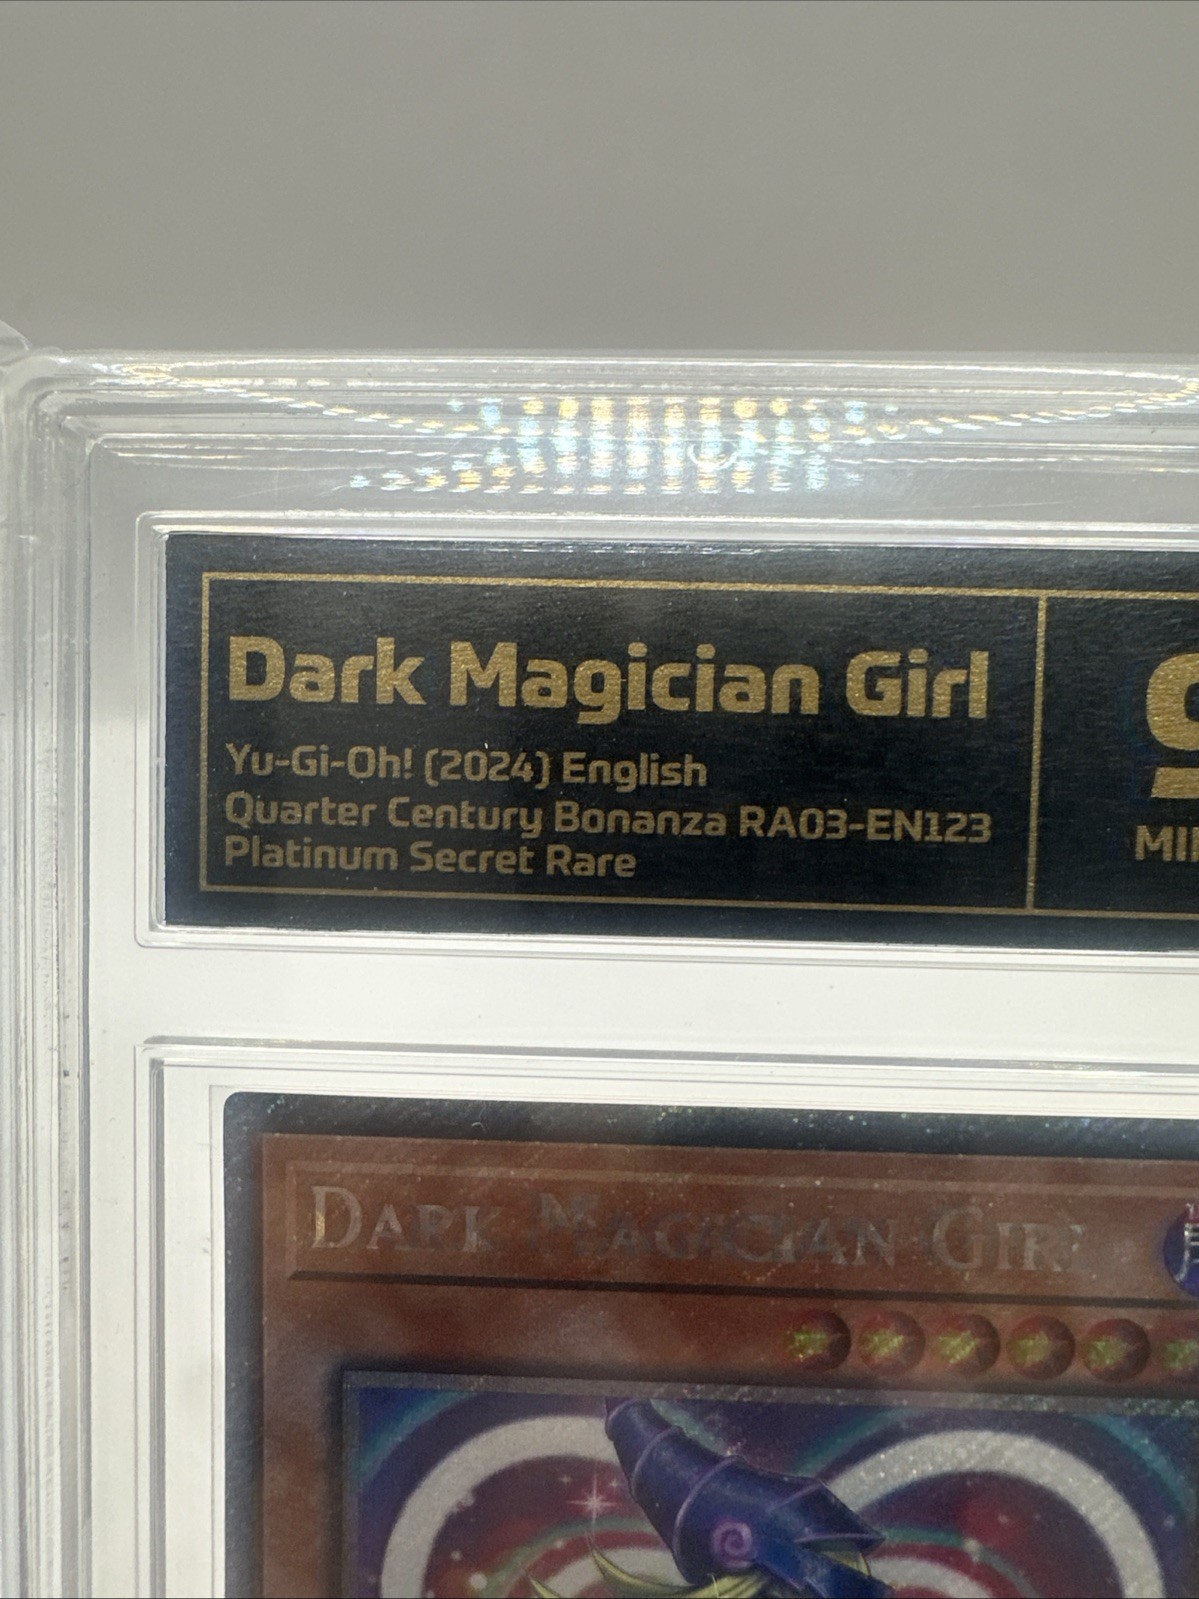 Dark Magician Girl
Yu-Gi-Oh! (2024) English
Quarter Century Bonanza RA03-EN123
Platinum Secret Rare
DARK MAGICIAN GIRL